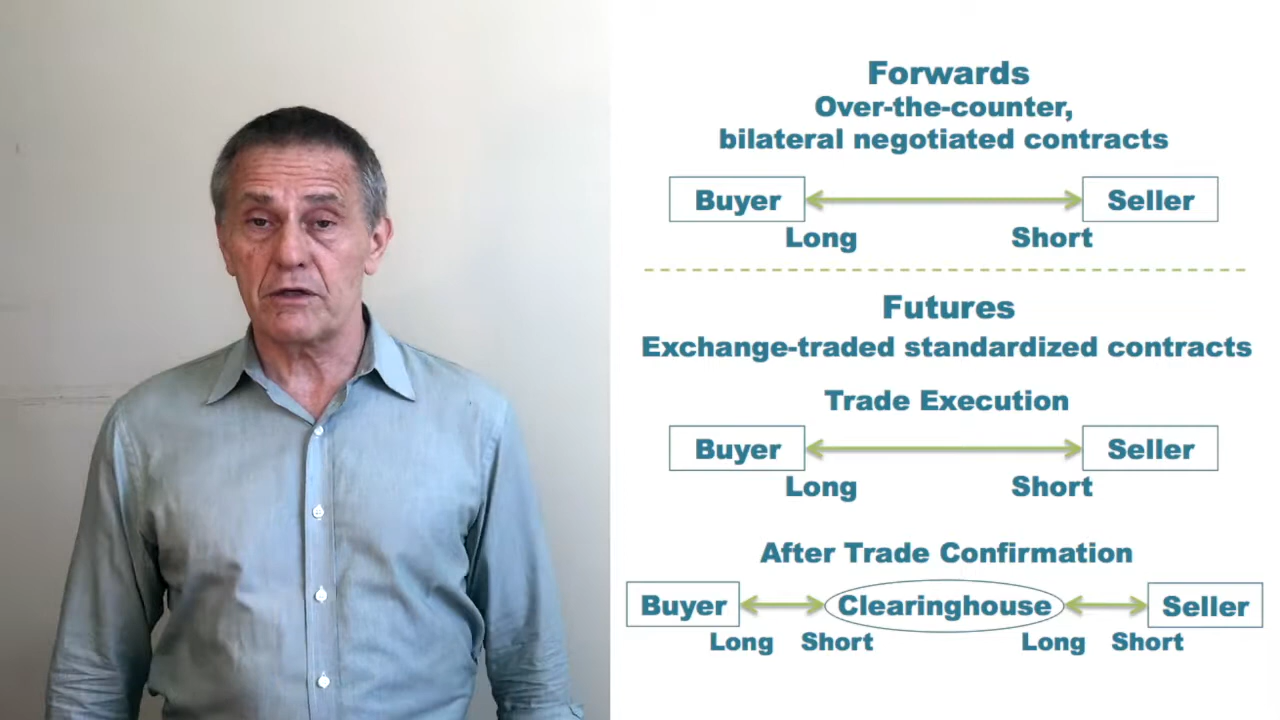 Forwards
Over-the-counter,
bilateral negotiated contracts
Buyer Seller
Long Short
Futures
Exchange-traded standardized contracts
Trade Execution
Buyer Seller
Long Short
After Trade Confirmation
Buyer Clearinghouse Seller
Long Short Long Short